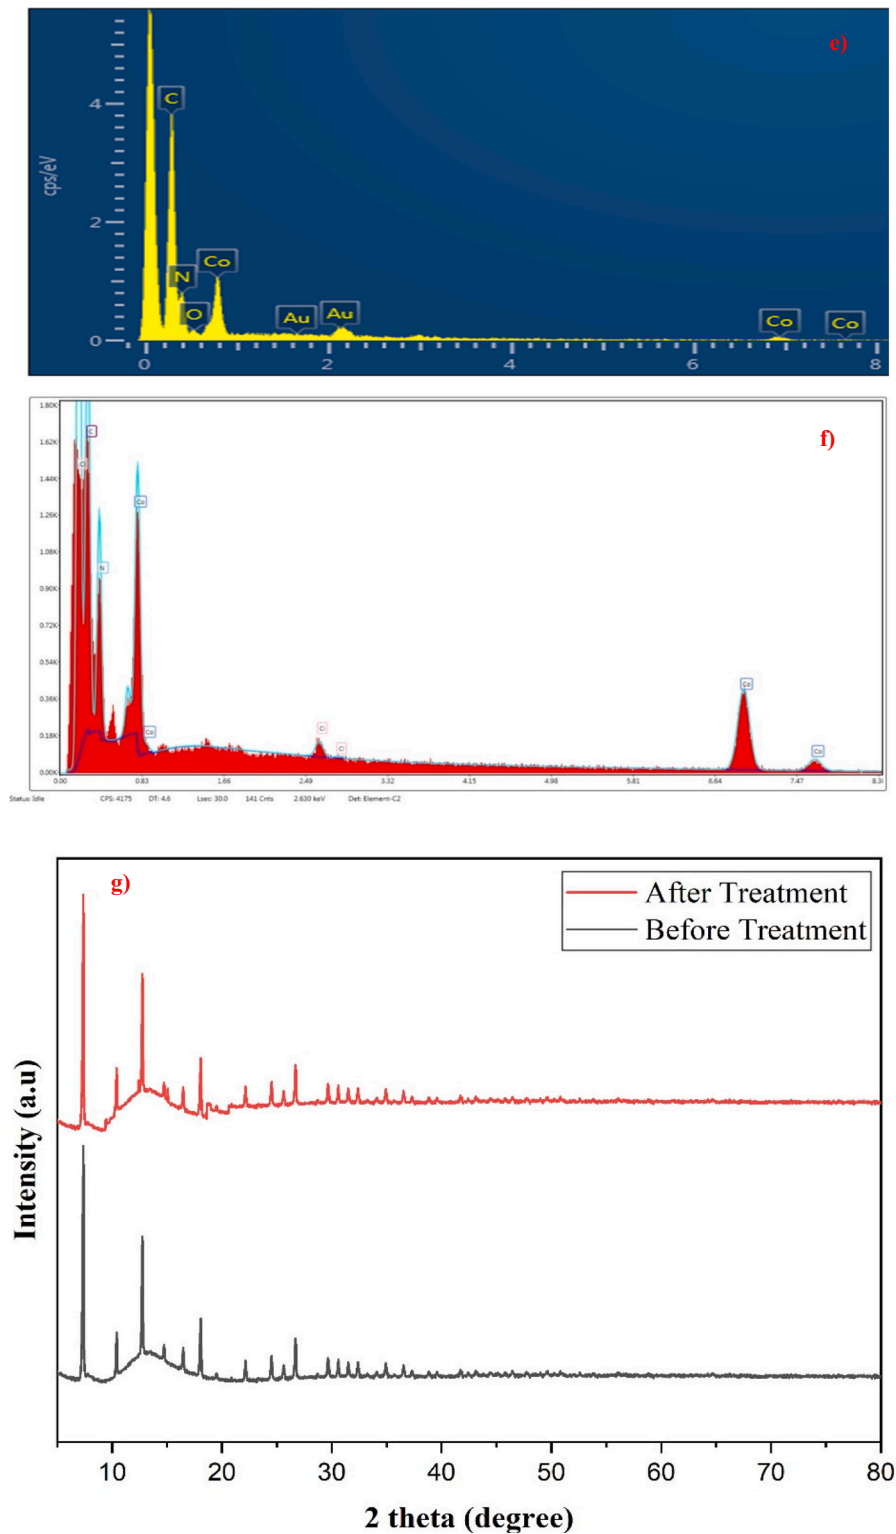 e)
4
2
0
cps/eV
C
N
O
Co
Au
Au
Co
Co
0
2
4
6
8
f)
1.80K
1.62K
1.44K
1.26K
1.08K
0.90K
0.72K
0.54K
0.36K
0.18K
0.00K
C
Cl
N
Co
Co
Cl
Cl
Co
Co
0.00
0.83
1.66
2.49
3.32
4.15
4.98
5.81
6.64
7.47
Status: Idle CPS: 4175 DT: 4.6 Lsec: 30.0 141 Cnts 2.630 keV Det: Element-C2
g)
After Treatment
Before Treatment
Intensity (a.u)
10 20 30 40 50 60 70 80
2 theta (degree)